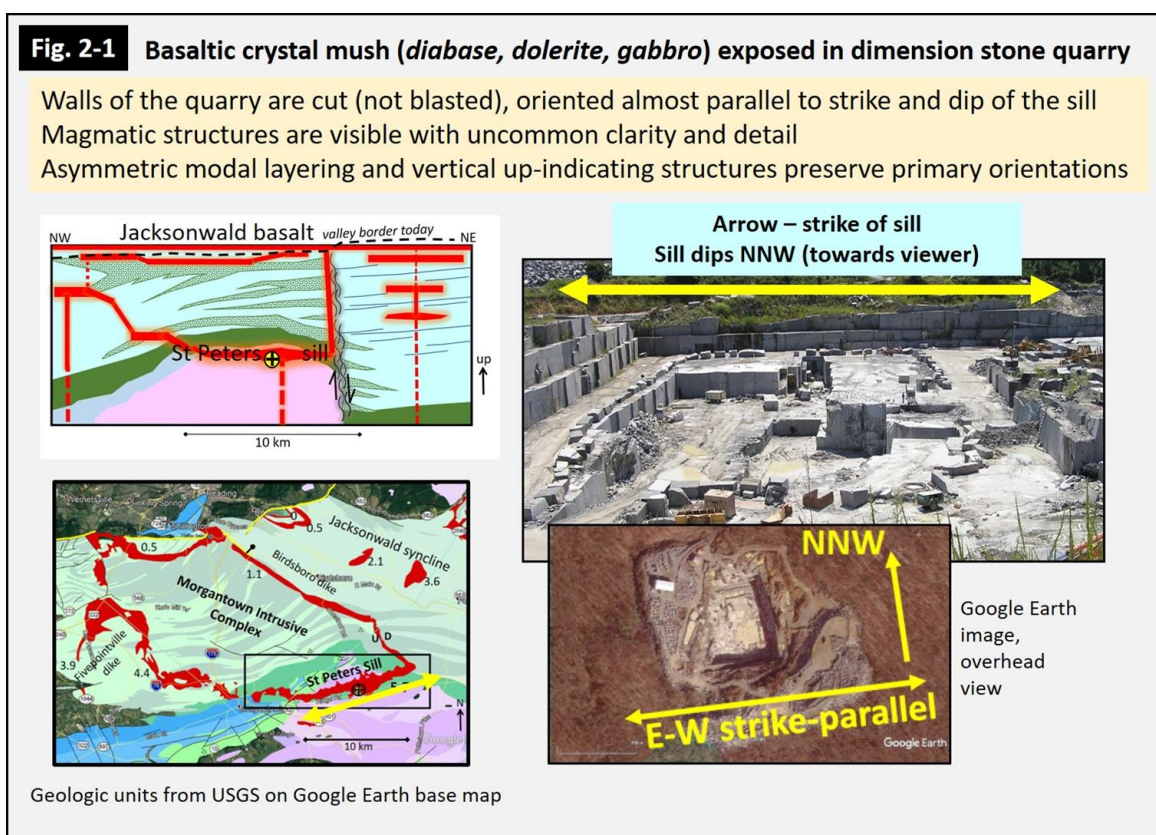 Fig. 2-1
Basaltic crystal mush (diabase, dolerite, gabbro) exposed in dimension stone quarry
Walls of the quarry are cut (not blasted), oriented almost parallel to strike and dip of the sill
Magmatic structures are visible with uncommon clarity and detail
Asymmetric modal layering and vertical up-indicating structures preserve primary orientations
NW
Jacksonwald basalt
valley border today
NE
St Peters sill
up
10 km
Arrow – strike of sill
Sill dips NNW (towards viewer)
Reading
0
0.5
Jacksonwald syncline
0.5
Birdsboro dike
1.1
2.1
3.6
Morgantown Intrusive
Complex
U D
Fivepointville
dike
3.9
4.4
St Peters Sill
N
10 km
NNW
E-W strike-parallel
Google Earth
Google Earth
image,
overhead
view
Geologic units from USGS on Google Earth base map